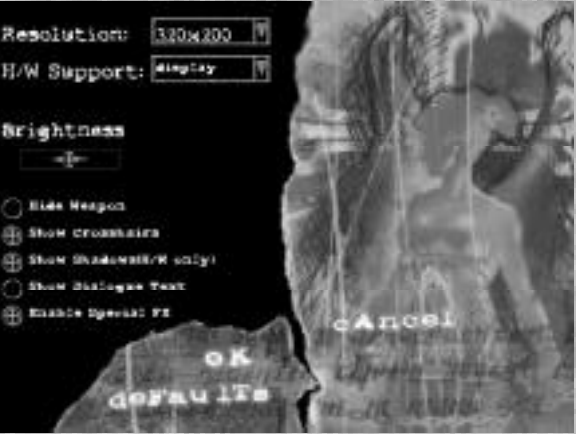 Resolution: 320x200
H/W Support: display
Brightness
Hide Weapon
Show Crosshairs
Show Shadows(H/W only)
Show Dialogue Text
Enable Special FX
cAncel
oK
deFaulTs